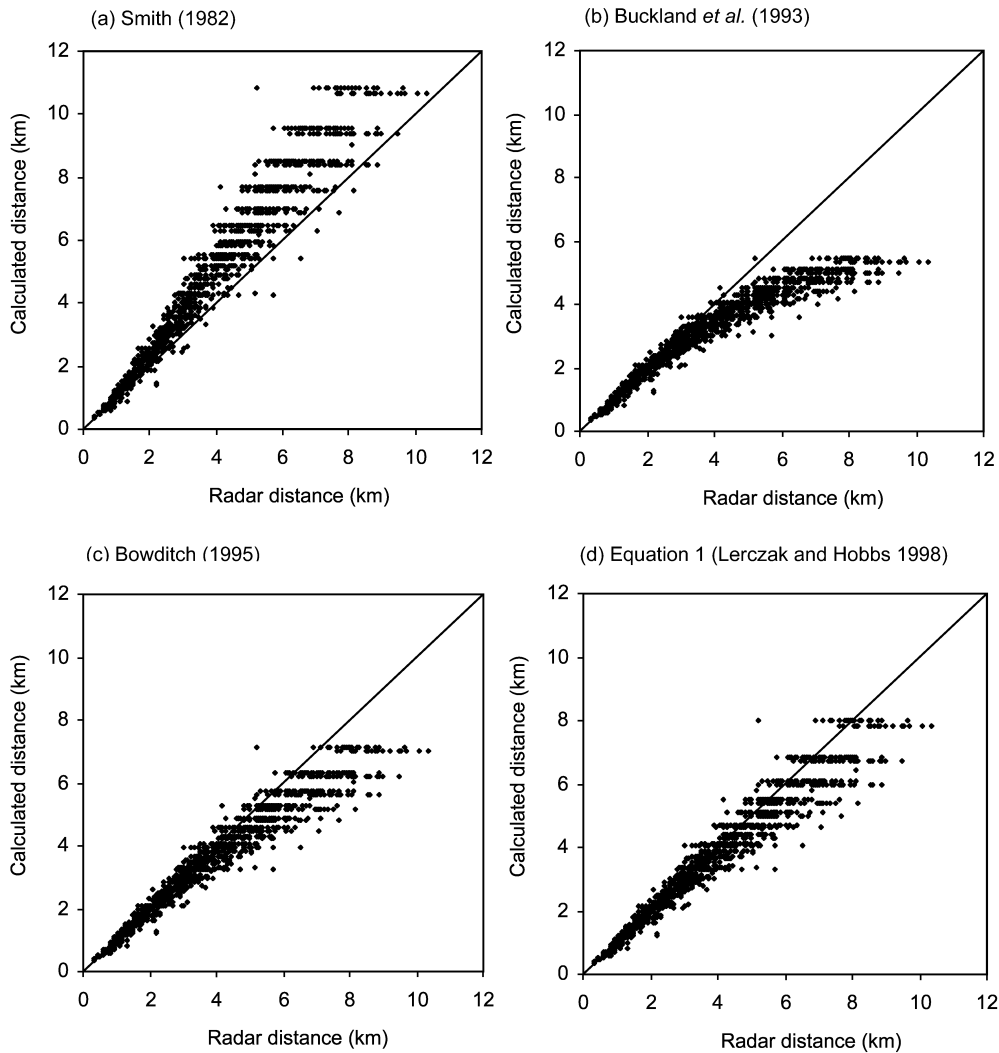 (a) Smith (1982)
12
10
8
6
4
2
0
0 2 4 6 8 10 12
Calculated distance (km)
Radar distance (km)
(b) Buckland et al. (1993)
12
10
8
6
4
2
0
0 2 4 6 8 10 12
Calculated distance (km)
Radar distance (km)
(c) Bowditch (1995)
12
10
8
6
4
2
0
0 2 4 6 8 10 12
Calculated distance (km)
Radar distance (km)
(d) Equation 1 (Lerczak and Hobbs 1998)
12
10
8
6
4
2
0
0 2 4 6 8 10 12
Calculated distance (km)
Radar distance (km)